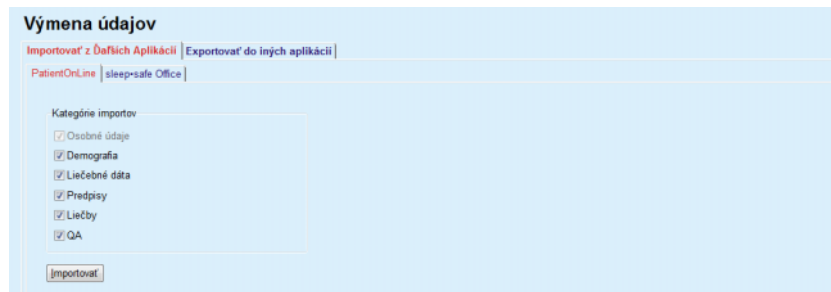 Výmena údajov
Importovať z Ďaľších Aplikácií Exportovať do iných aplikácií
PatientOnLine sleep•safe Office
Kategórie importov
Osobné údaje
Demografia
Liečebné dáta
Predpisy
Liečby
QA
Importovať